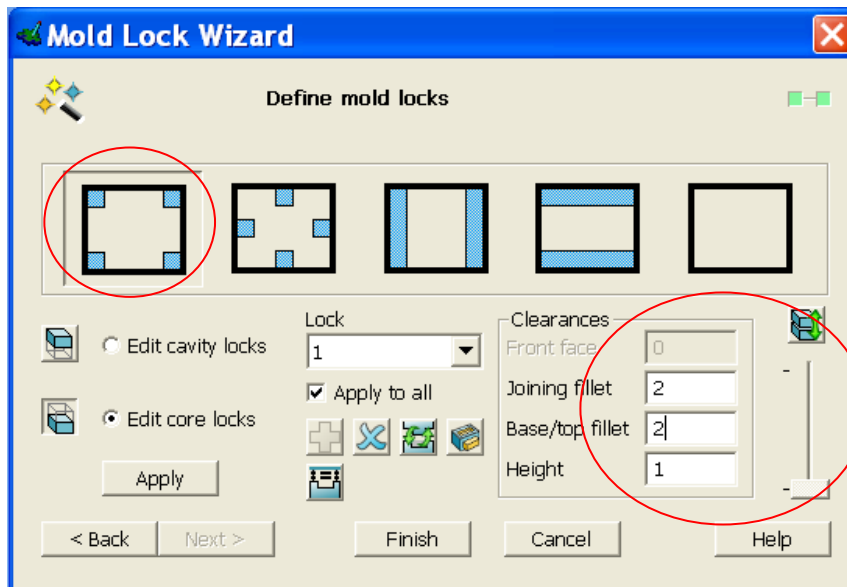 Mold Lock Wizard
Define mold locks
Edit cavity locks
Edit core locks
Apply
Lock
1
Apply to all
Clearances
Front face 0
Joining fillet 2
Base/top fillet 2
Height 1
< Back Next > Finish Cancel Help